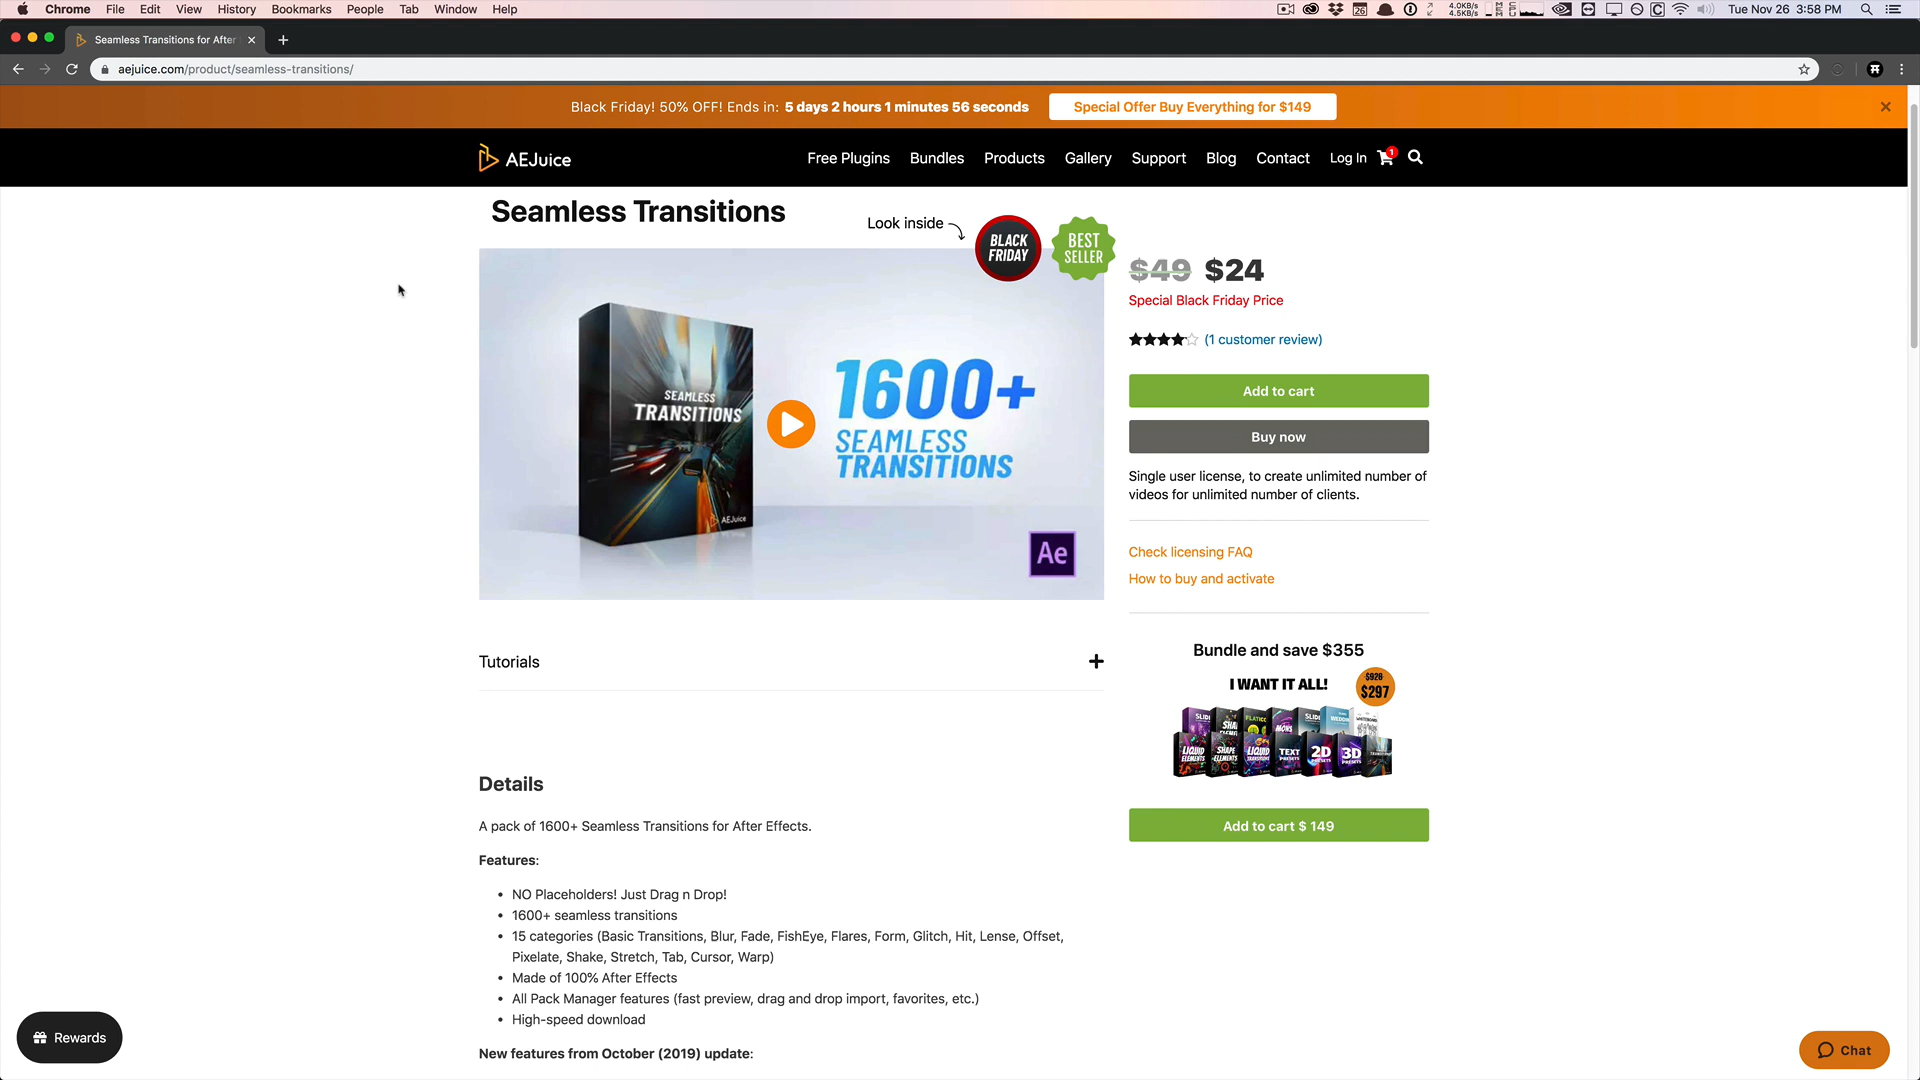 Chrome File Edit View History Bookmarks People Tab Window Help
26
4.0KB/s
4.5KB/s
Tue Nov 26 3:58 PM
Seamless Transitions for After
aejuice.com/product/seamless-transitions/
Black Friday! 50% OFF! Ends in: 5 days 2 hours 1 minutes 56 seconds
Special Offer Buy Everything for $149
AEJuice
Free Plugins Bundles Products Gallery Support Blog Contact Log In 1
Seamless Transitions
Look inside
BLACK
FRIDAY
BEST
SELLER
$49 $24
Special Black Friday Price
(1 customer review)
Add to cart
Buy now
Single user license, to create unlimited number of
videos for unlimited number of clients.
Check licensing FAQ
How to buy and activate
SEAMLESS
TRANSITIONS
AEJuice
1600+
SEAMLESS
TRANSITIONS
Ae
Bundle and save $355
I WANT IT ALL!
$928
$297
LIQUID
ELEMENTS
SHAPE
ELEMENTS
LIQUID
TEXT
PRESETS
2D
PRESETS
3D
PRESETS
Add to cart $ 149
Tutorials
Details
A pack of 1600+ Seamless Transitions for After Effects.
Features:
• NO Placeholders! Just Drag n Drop!
• 1600+ seamless transitions
• 15 categories (Basic Transitions, Blur, Fade, FishEye, Flares, Form, Glitch, Hit, Lense, Offset,
Pixelate, Shake, Stretch, Tab, Cursor, Warp)
• Made of 100% After Effects
• All Pack Manager features (fast preview, drag and drop import, favorites, etc.)
• High-speed download
New features from October (2019) update:
Rewards
Chat